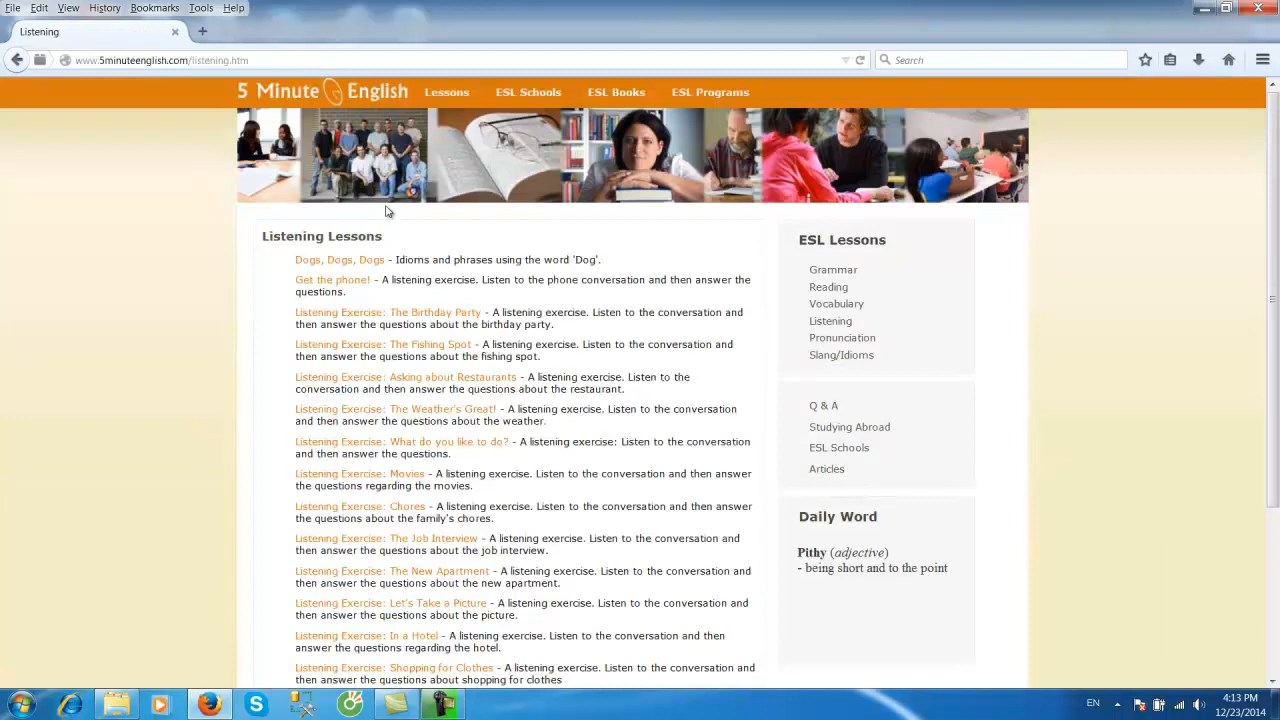 File Edit View History Bookmarks Tools Help
Listening
www.5minuteenglish.com/listening.htm
Search
5 Minute English Lessons ESL Schools ESL Books ESL Programs
Listening Lessons
Dogs, Dogs, Dogs - Idioms and phrases using the word 'Dog'.
Get the phone! - A listening exercise. Listen to the phone conversation and then answer the
questions.
Listening Exercise: The Birthday Party - A listening exercise. Listen to the conversation and
then answer the questions about the birthday party.
Listening Exercise: The Fishing Spot - A listening exercise. Listen to the conversation and
then answer the questions about the fishing spot.
Listening Exercise: Asking about Restaurants - A listening exercise. Listen to the
conversation and then answer the questions about the restaurant.
Listening Exercise: The Weather's Great! - A listening exercise. Listen to the conversation
and then answer the questions about the weather.
Listening Exercise: What do you like to do? - A listening exercise: Listen to the conversation
and then answer the questions.
Listening Exercise: Movies - A listening exercise. Listen to the conversation and then answer
the questions regarding the movies.
Listening Exercise: Chores - A listening exercise. Listen to the conversation and then answer
the questions about the family's chores.
Listening Exercise: The Job Interview - A listening exercise. Listen to the conversation and
then answer the questions about the job interview.
Listening Exercise: The New Apartment - A listening exercise. Listen to the conversation
and then answer the questions about the new apartment.
Listening Exercise: Let's Take a Picture - A listening exercise. Listen to the conversation and
then answer the questions about the picture.
Listening Exercise: In a Hotel - A listening exercise. Listen to the conversation and then
answer the questions regarding the hotel.
Listening Exercise: Shopping for Clothes - A listening exercise. Listen to the conversation and
then answer the questions about shopping for clothes
ESL Lessons
Grammar
Reading
Vocabulary
Listening
Pronunciation
Slang/Idioms
Q & A
Studying Abroad
ESL Schools
Articles
Daily Word
Pithy (adjective)
- being short and to the point
EN
4:13 PM
12/23/2014